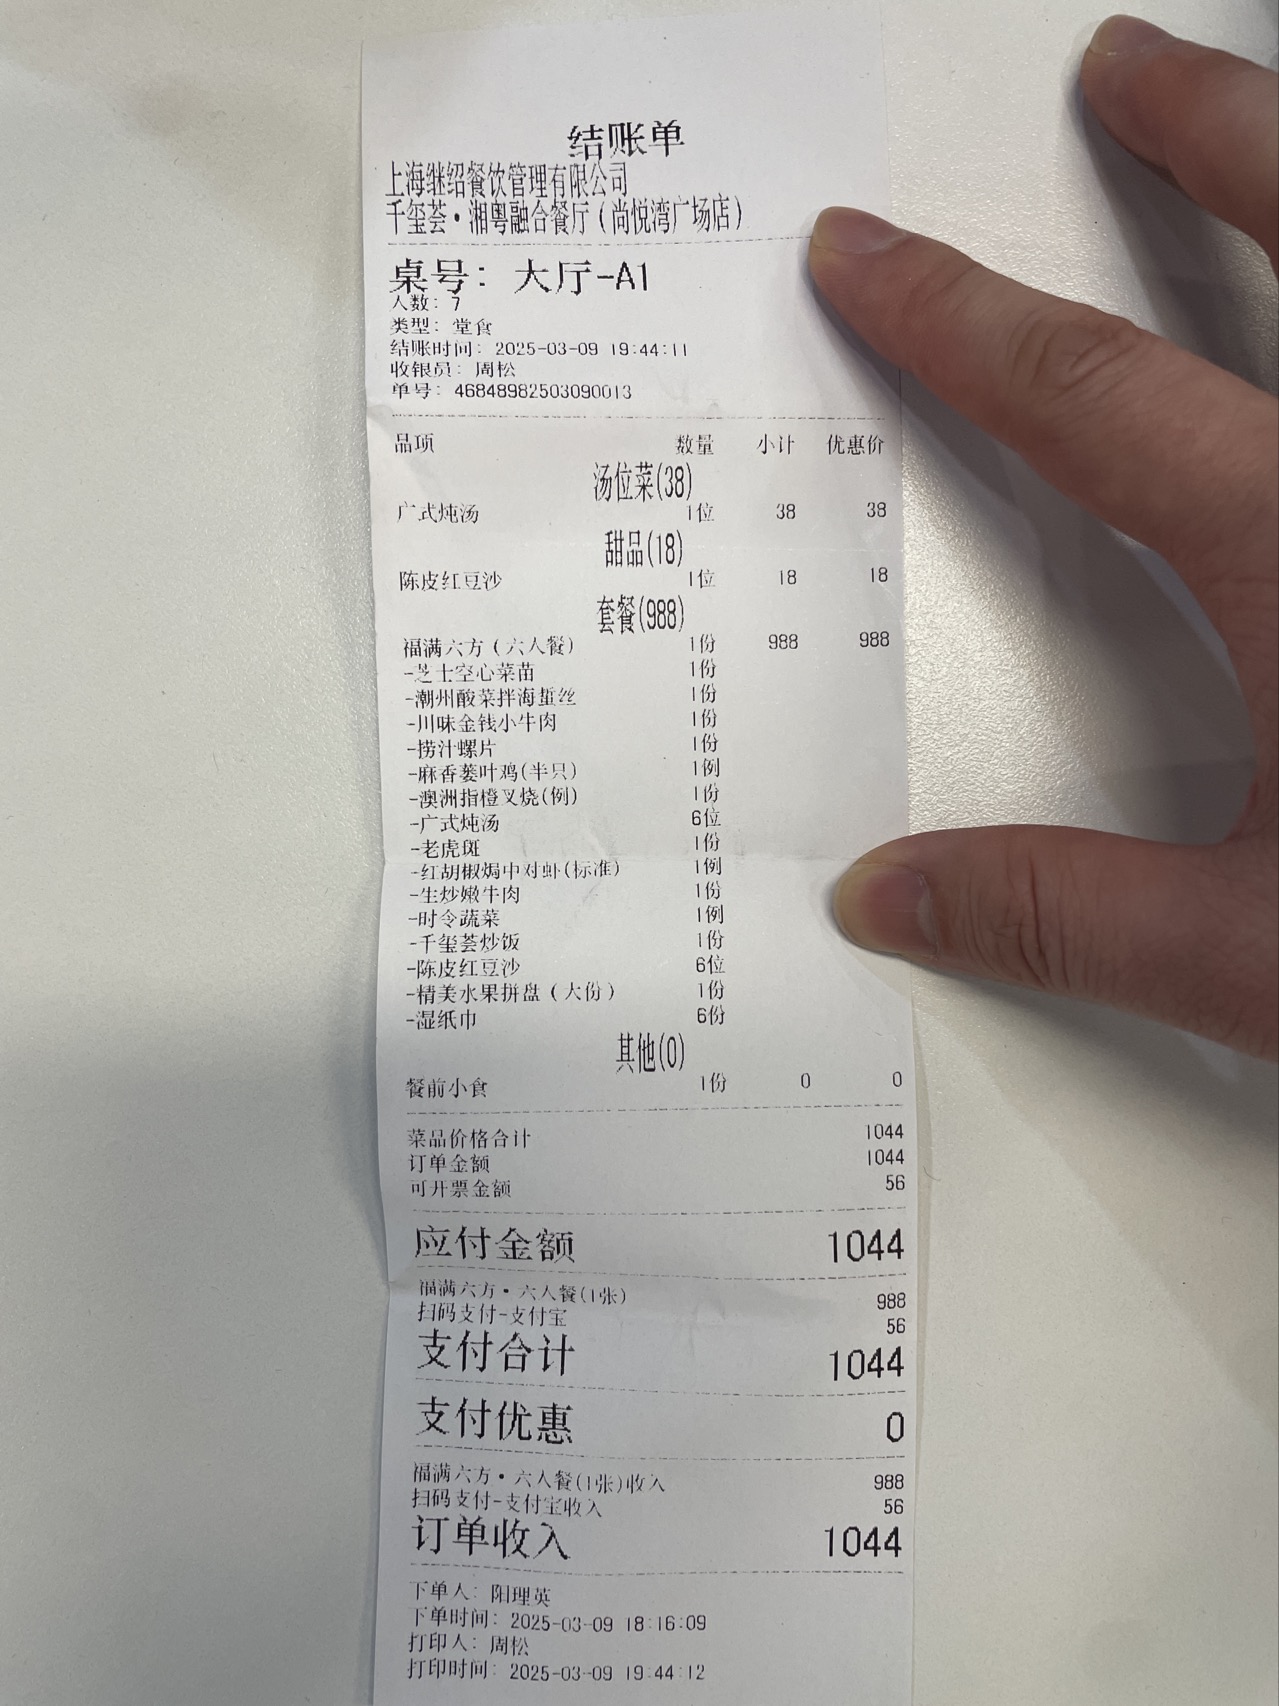 结账单
上海继绍餐饮管理有限公司
千玺荟·湘粤融合餐厅（尚悦湾广场店）
桌号：大厅-A1
人数：7
类型：堂食
结账时间：2025-03-09 19:44:11
收银员：周松
单号：46848982503090013
品项 数量 小计 优惠价
汤位菜(38)
广式炖汤 1位 38 38
甜品(18)
陈皮红豆沙 1位 18 18
套餐(988)
福满六方（六人餐） 1份 988 988
-芝士空心菜苗 1份
-潮州酸菜拌海蜇丝 1份
-川味金钱小牛肉 1份
-捞汁螺片 1份
-麻香蒌叶鸡(半只) 1例
-澳洲指橙叉烧(例) 1份
-广式炖汤 6位
-老虎斑 1份
-红胡椒焗中对虾(标准) 1例
-生炒嫩牛肉 1份
-时令蔬菜 1例
-千玺荟炒饭 1份
-陈皮红豆沙 6位
-精美水果拼盘（大份） 1份
-湿纸巾 6份
其他(0)
餐前小食 1份 0 0
菜品价格合计 1044
订单金额 1044
可开票金额 56
应付金额 1044
福满六方·六人餐(1张) 988
扫码支付-支付宝 56
支付合计 1044
支付优惠 0
福满六方·六人餐(1张)收入 988
扫码支付-支付宝收入 56
订单收入 1044
下单人：阳理英
下单时间：2025-03-09 18:16:09
打印人：周松
打印时间：2025-03-09 19:44:12